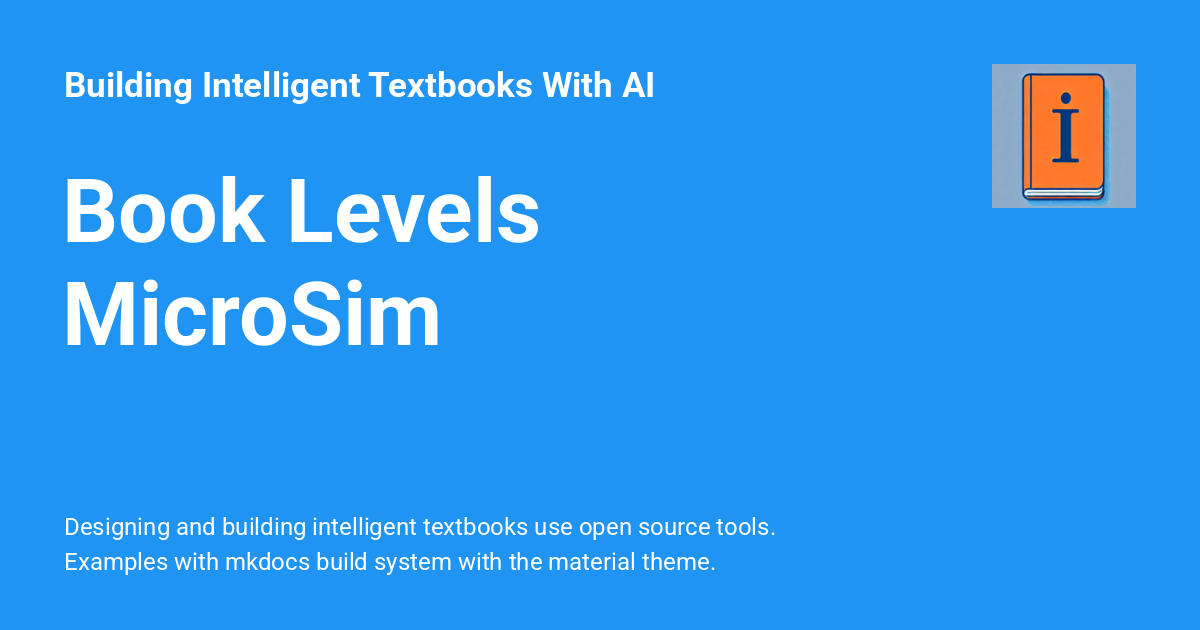 Building Intelligent Textbooks With AI
i
Book Levels
MicroSim
Designing and building intelligent textbooks use open source tools.
Examples with mkdocs build system with the material theme.